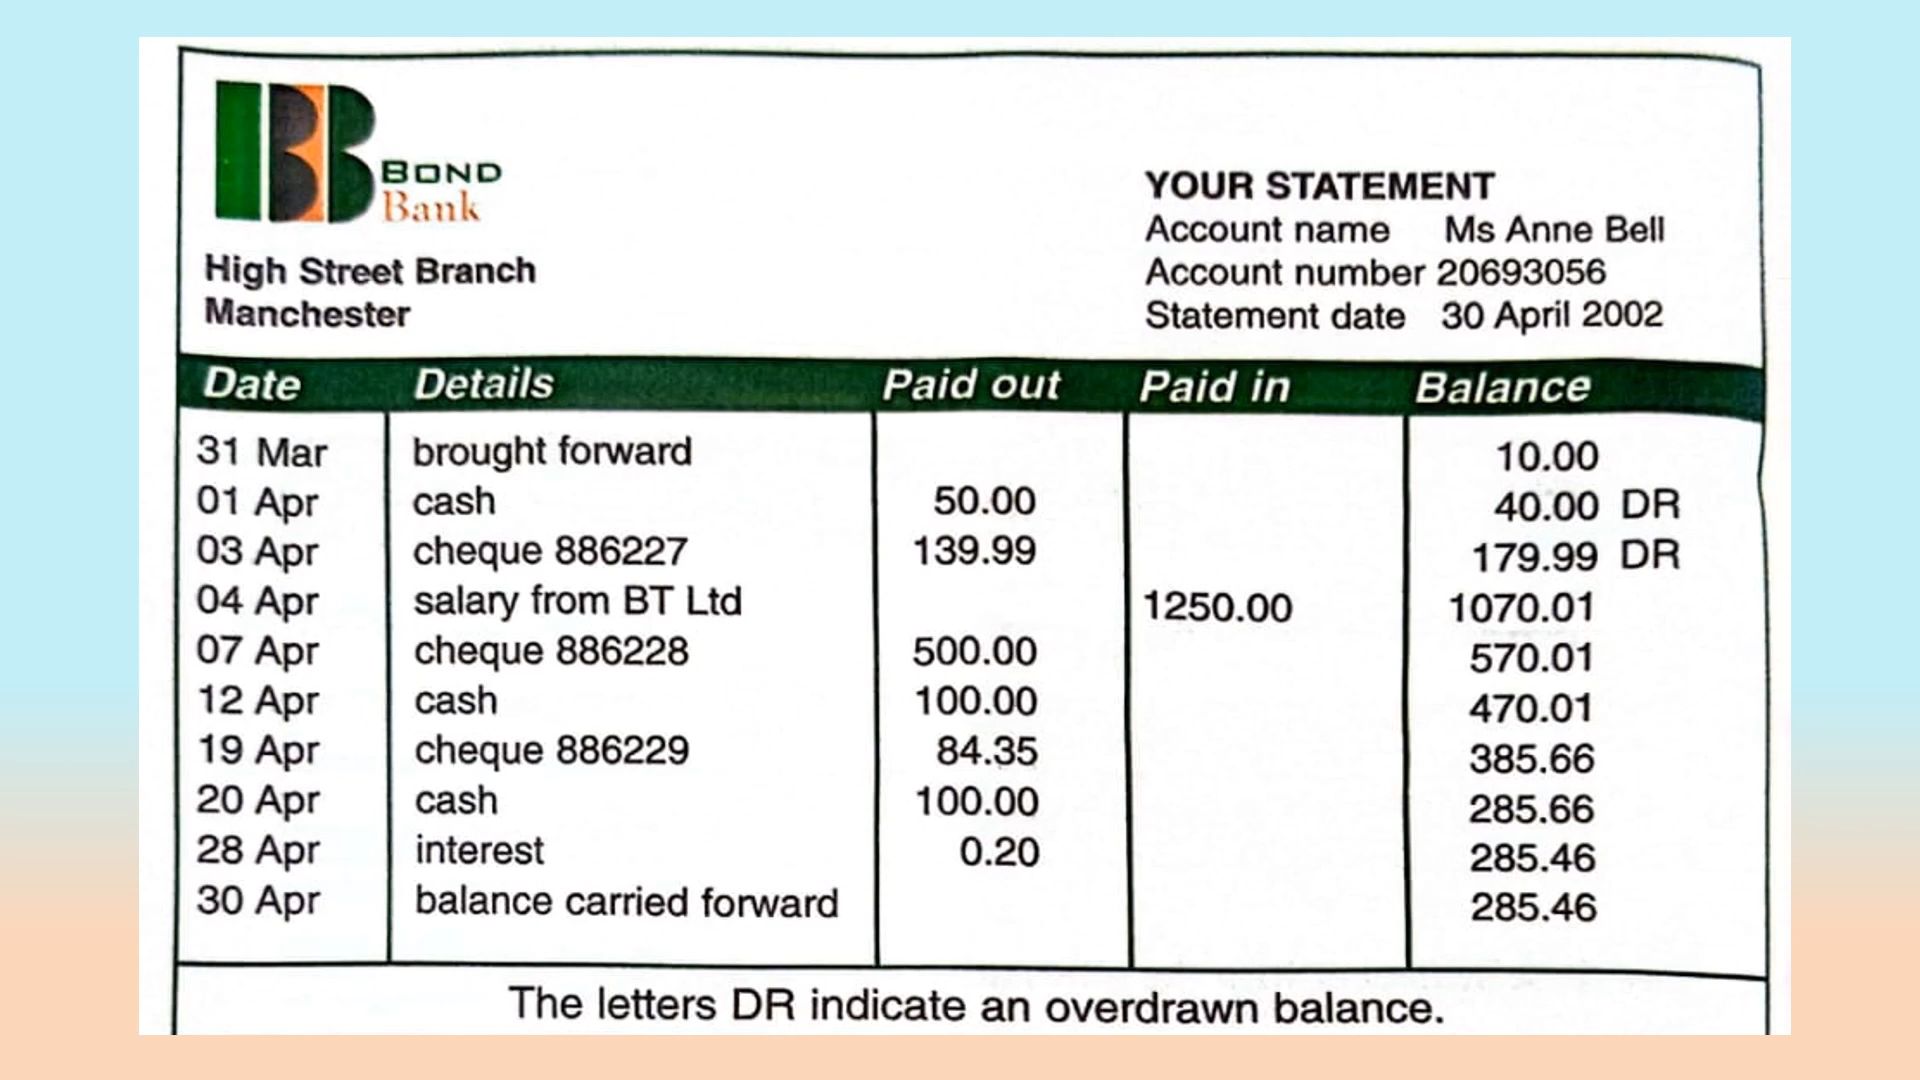 BOND
Bank
High Street Branch
Manchester
YOUR STATEMENT
Account name Ms Anne Bell
Account number 20693056
Statement date 30 April 2002
Date Details Paid out Paid in Balance
31 Mar brought forward 10.00
01 Apr cash 50.00 40.00 DR
03 Apr cheque 886227 139.99 179.99 DR
04 Apr salary from BT Ltd 1250.00 1070.01
07 Apr cheque 886228 500.00 570.01
12 Apr cash 100.00 470.01
19 Apr cheque 886229 84.35 385.66
20 Apr cash 100.00 285.66
28 Apr interest 0.20 285.46
30 Apr balance carried forward 285.46
The letters DR indicate an overdrawn balance.